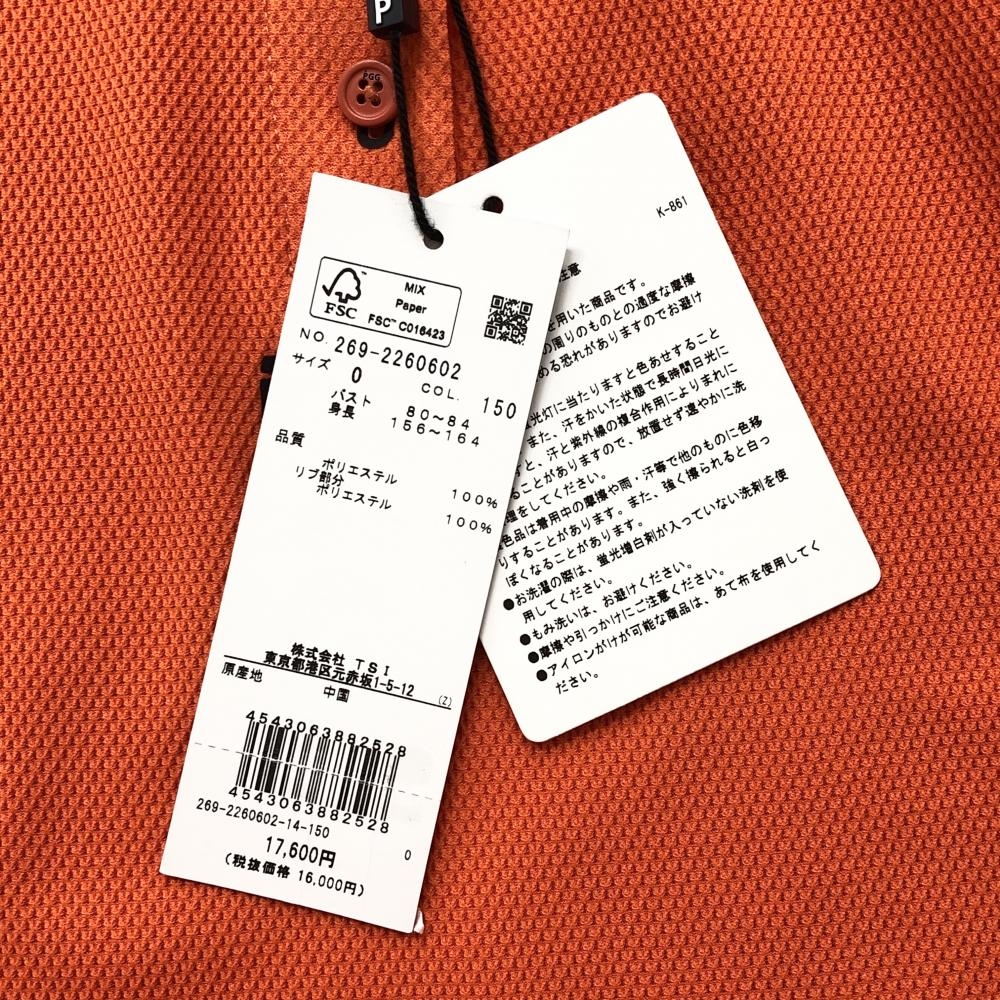 P
PGG
FSC™
MIX
Paper
FSC™ C016423
NO. 269-2260602
サイズ 0 COL. 150
バスト 80～84
身長 156～164
品質
ポリエステル 100%
リブ部分
ポリエステル 100%
株式会社 TSI
東京都港区元赤坂1-5-12
原産地 中国 (Z)
4543063882528
4543063882528
269-2260602-14-150
17,600円 0
(税抜価格 16,000円)
K-861
注意
を用いた商品です。
の周りのものとの過度な摩擦
ある恐れがありますのでお避け
光灯に当たりますと色あせすること
また、汗をかいた状態で長時間日光に
と、汗と紫外線の複合作用によりまれに
ることがありますので、放置せず速やかに洗
理をしてください。
色品は着用中の摩擦や雨・汗等で他のものに色移
りすることがあります。また、強く擦られると白っ
ぽくなることがあります。
●お洗濯の際は、蛍光増白剤が入っていない洗剤を使
用してください。
●もみ洗いは、お避けください。
●摩擦や引っかけにご注意ください。
●アイロンがけが可能な商品は、あて布を使用してく
ださい。